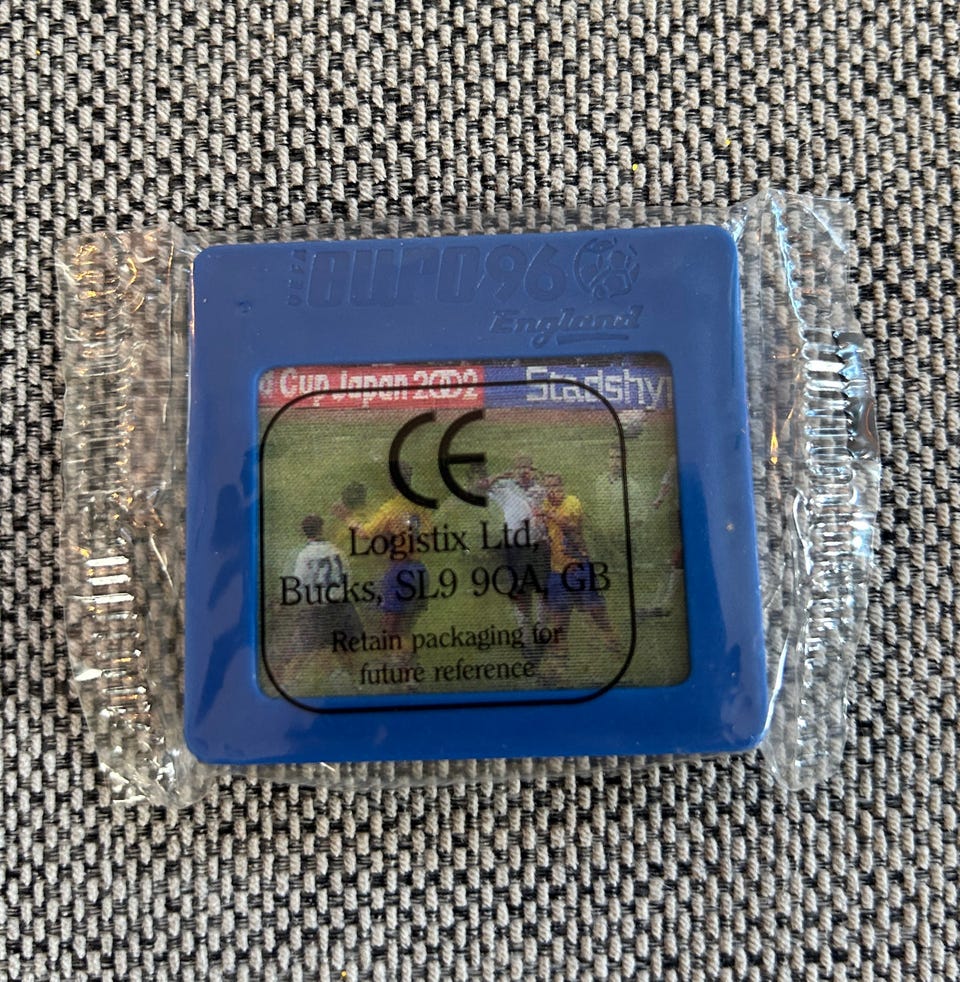 euro96
England
Cup Japan 2002 Stadshy
CE
Logistix Ltd,
Bucks, SL9 9QA, GB
Retain packaging for
future reference